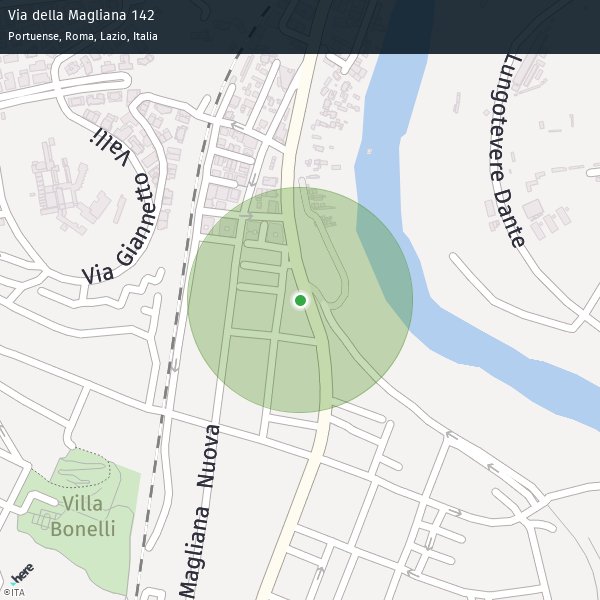 Via della Magliana 142
Portuense, Roma, Lazio, Italia
Lungotevere Dante
Via Giannetto Valli
Magliana Nuova
Villa
Bonelli
here
©ITA